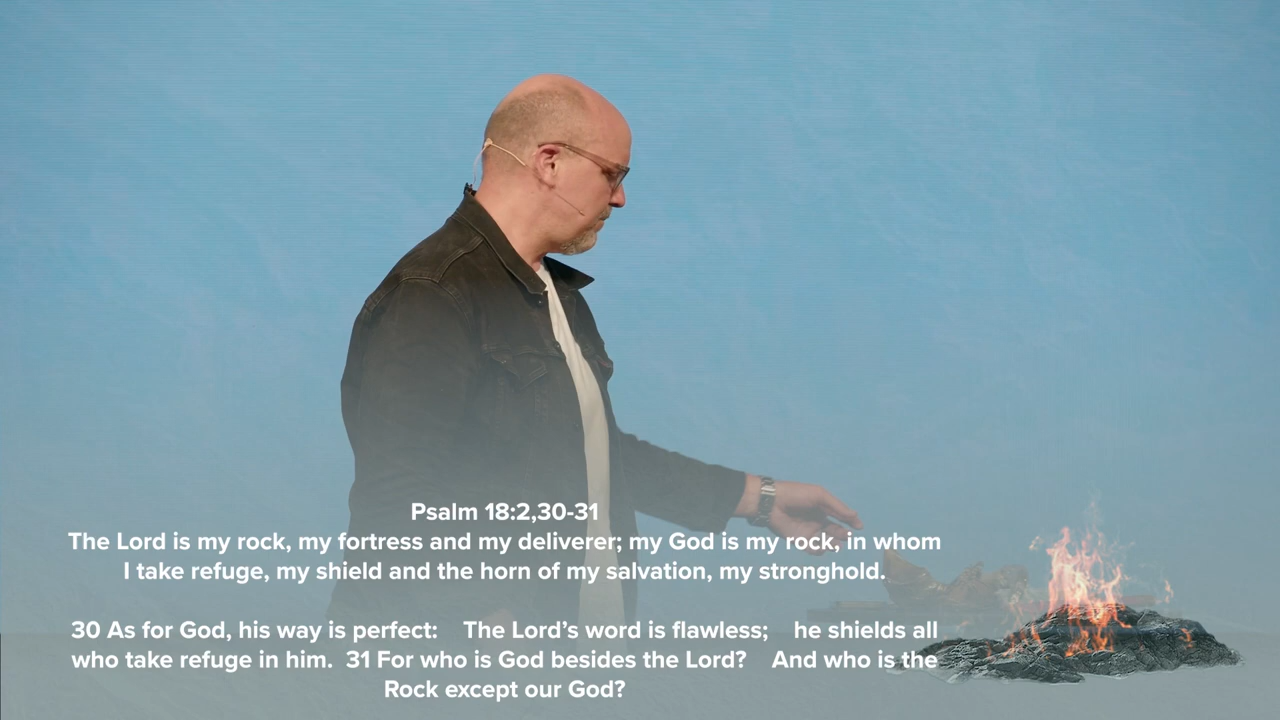 Psalm 18:2,30-31
The Lord is my rock, my fortress and my deliverer; my God is my rock, in whom
I take refuge, my shield and the horn of my salvation, my stronghold.
30 As for God, his way is perfect:    The Lord’s word is flawless;    he shields all
who take refuge in him.  31 For who is God besides the Lord?    And who is the
Rock except our God?